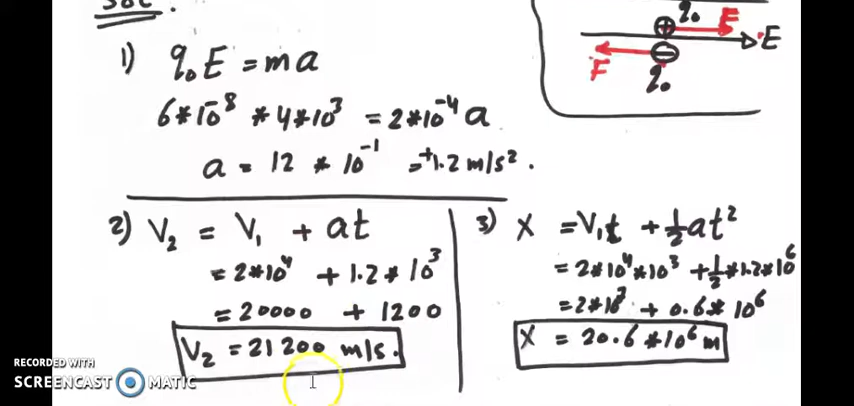 Sol.
1) q₀E = ma
6*10⁻⁸ *4*10³ = 2*10⁻⁴ a
a = 12 * 10⁻¹ = +1.2 m/s².
q₀ F
E
F
q₀
2) V₂ = V₁ + at
= 2*10⁴ + 1.2*10³
= 20000 + 1200
V₂ = 21200 m/s.
3) X = V₁t + ½at²
= 2*10⁴*10³ + ½*1.2*10⁶
= 2*10⁷ + 0.6*10⁶
X = 20.6*10⁶ m
RECORDED WITH
SCREENCAST MATIC